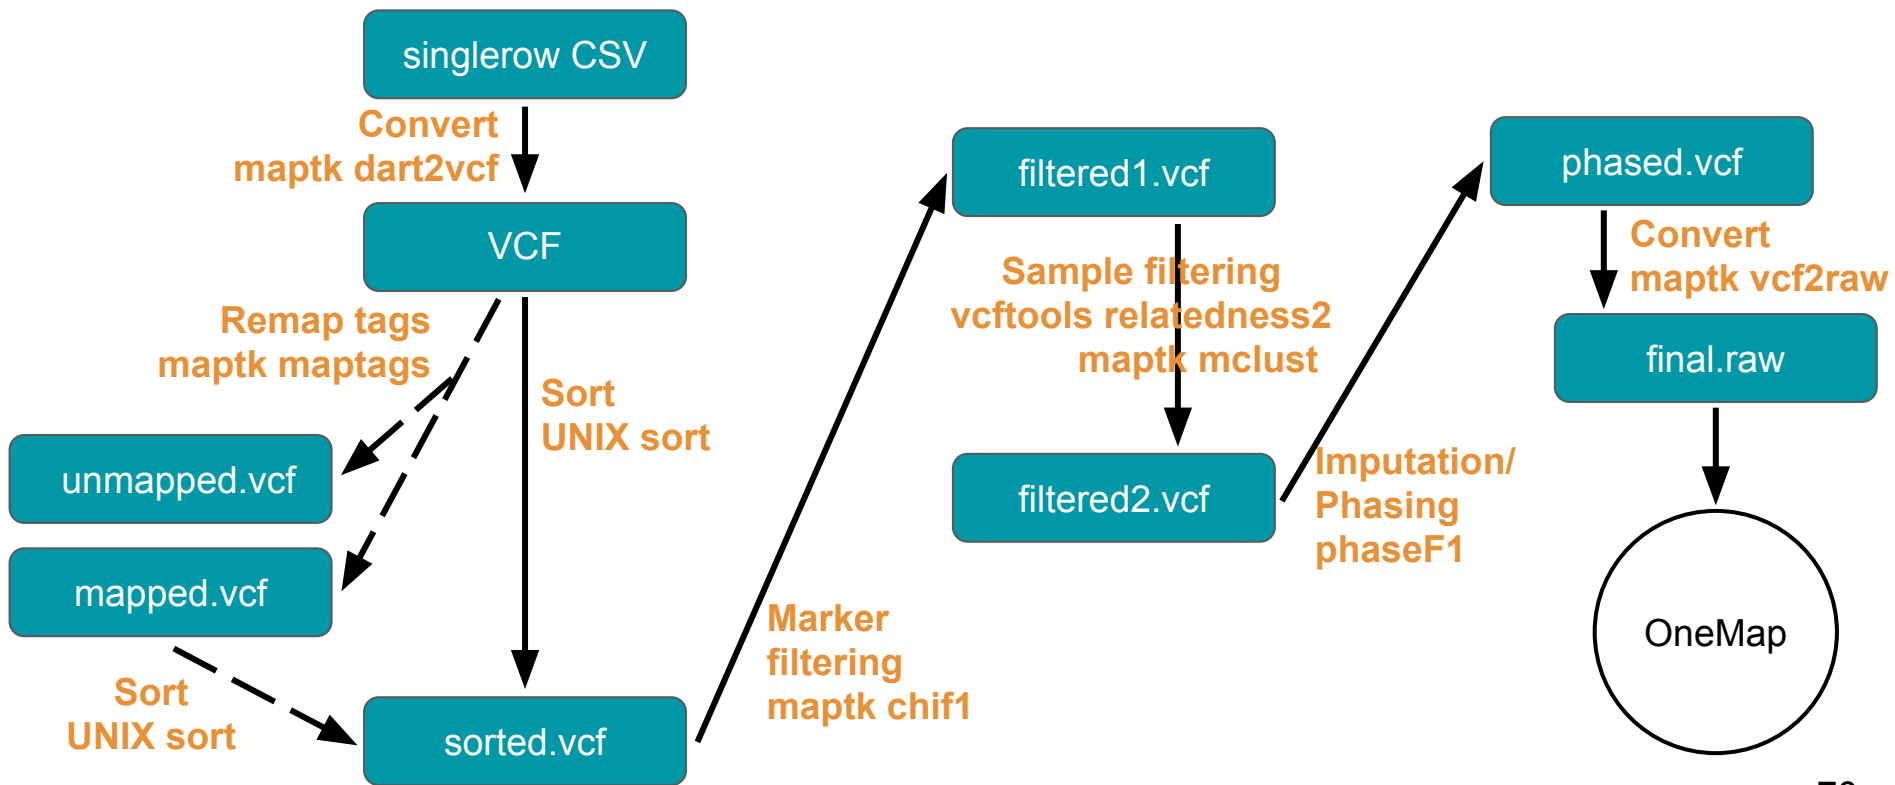 singlerow CSV
Convert
maptk dart2vcf
VCF
Remap tags
maptk maptags
Sort
UNIX sort
unmapped.vcf
mapped.vcf
Sort
UNIX sort
sorted.vcf
Marker
filtering
maptk chif1
filtered1.vcf
Sample filtering
vcftools relatedness2
maptk mclust
filtered2.vcf
Imputation/
Phasing
phaseF1
phased.vcf
Convert
maptk vcf2raw
final.raw
OneMap